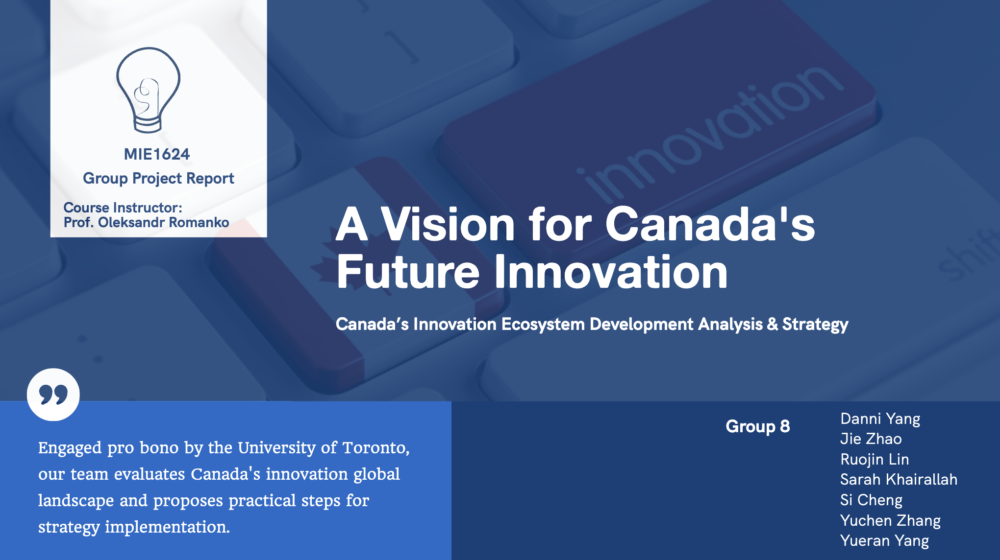 MIE1624
Group Project Report
Course Instructor:
Prof. Oleksandr Romanko
innovation
shift
A Vision for Canada's
Future Innovation
Canada’s Innovation Ecosystem Development Analysis & Strategy
Engaged pro bono by the University of Toronto,
our team evaluates Canada's innovation global
landscape and proposes practical steps for
strategy implementation.
Group 8
Danni Yang
Jie Zhao
Ruojin Lin
Sarah Khairallah
Si Cheng
Yuchen Zhang
Yueran Yang